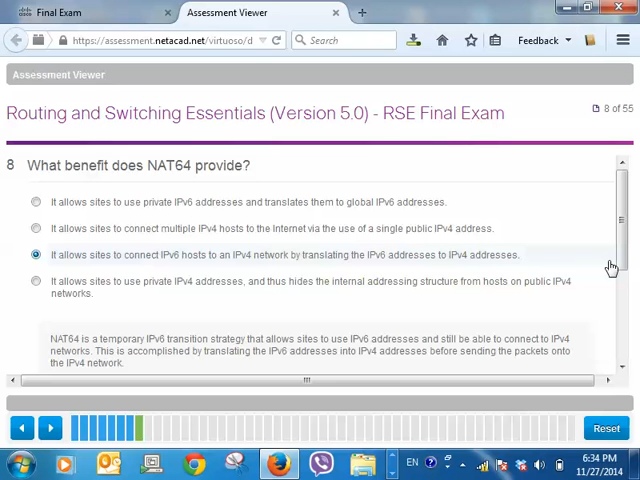 Final Exam
Assessment Viewer
https://assessment.netacad.net/virtuoso/d
Search
Feedback
Assessment Viewer
Routing and Switching Essentials (Version 5.0) - RSE Final Exam
8 of 55
8 What benefit does NAT64 provide?
It allows sites to use private IPv6 addresses and translates them to global IPv6 addresses.
It allows sites to connect multiple IPv4 hosts to the Internet via the use of a single public IPv4 address.
It allows sites to connect IPv6 hosts to an IPv4 network by translating the IPv6 addresses to IPv4 addresses.
It allows sites to use private IPv4 addresses, and thus hides the internal addressing structure from hosts on public IPv4
networks.
NAT64 is a temporary IPv6 transition strategy that allows sites to use IPv6 addresses and still be able to connect to IPv4
networks. This is accomplished by translating the IPv6 addresses into IPv4 addresses before sending the packets onto
the IPv4 network.
Reset
EN
6:34 PM
11/27/2014